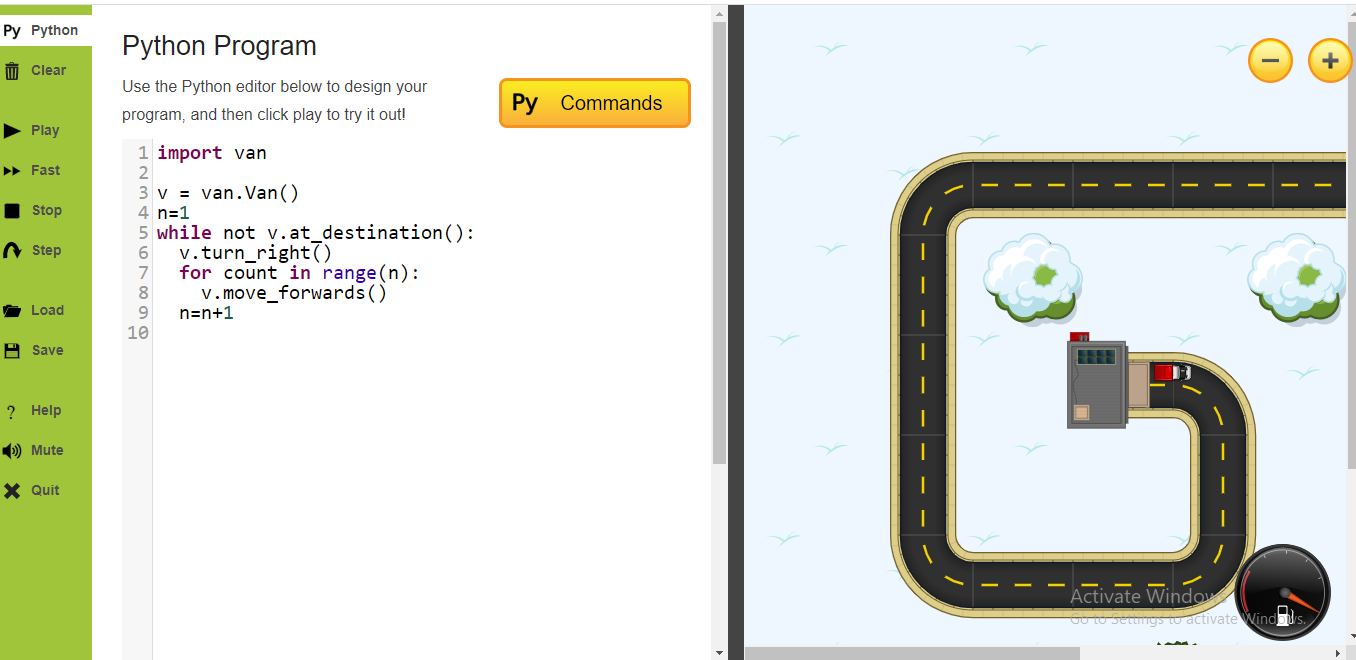 Py Python
Clear
Play
Fast
Stop
Step
Load
Save
? Help
Mute
Quit
Python Program
Use the Python editor below to design your
program, and then click play to try it out!
Py Commands
1 import van
2
3 v = van.Van()
4 n=1
5 while not v.at_destination():
6   v.turn_right()
7   for count in range(n):
8     v.move_forwards()
9   n=n+1
10
Activate Windows
Go to Settings to activate Windows.